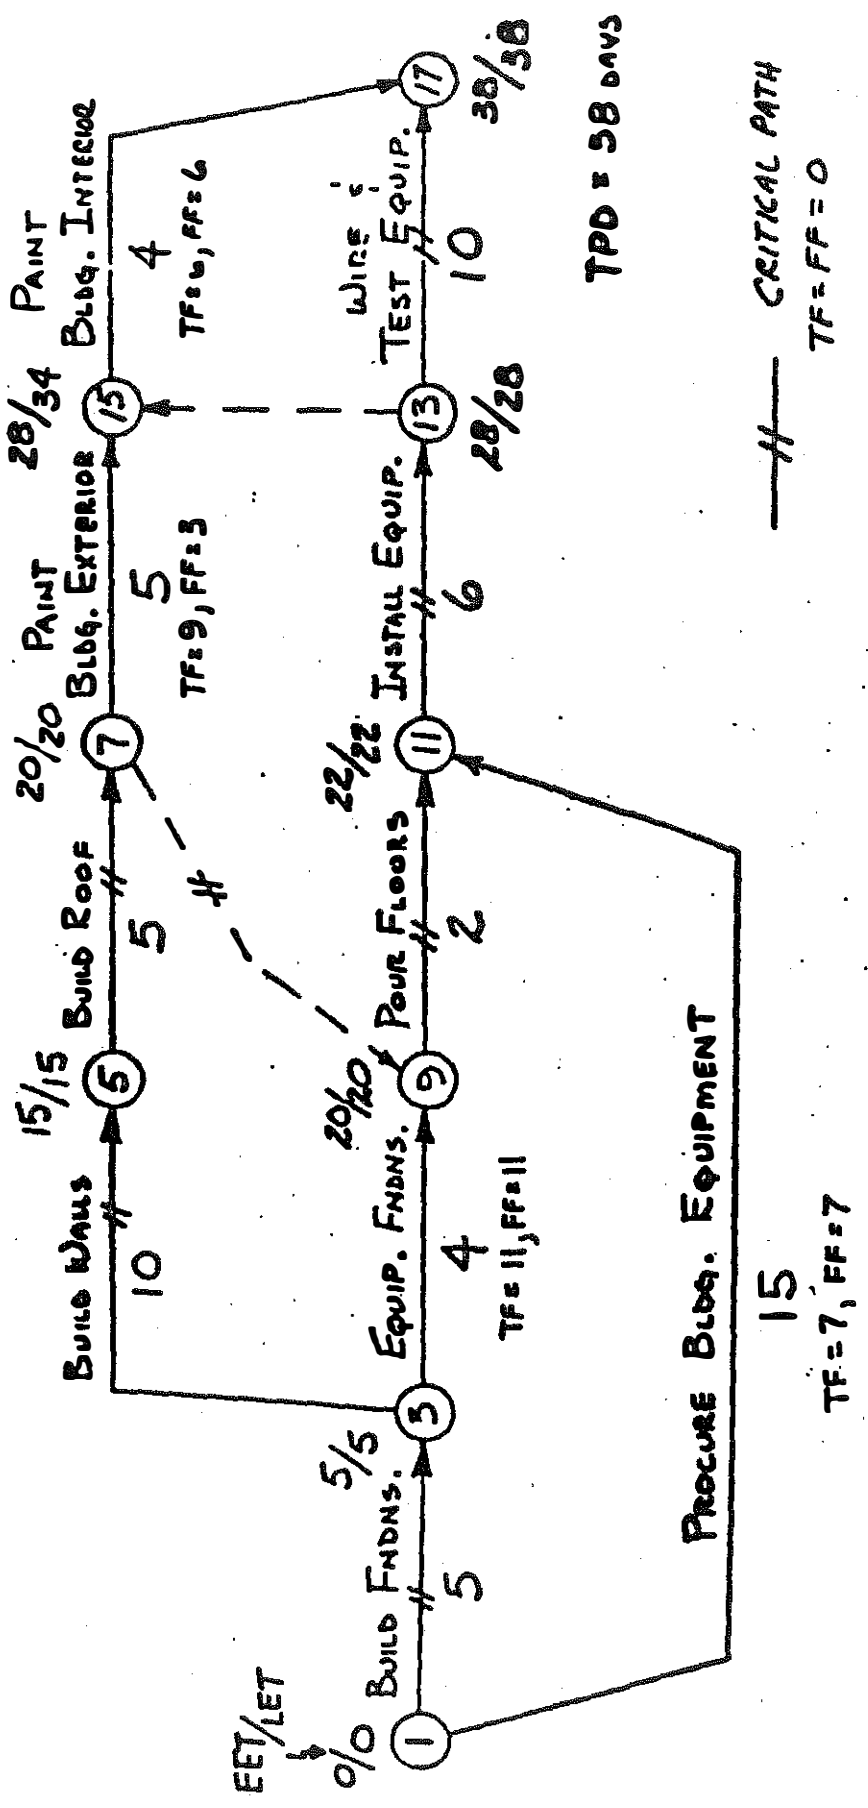 EET/LET
0/0
1
BUILD FNDNS.
5
5/5
3
BUILD WALLS
10
15/15
5
BUILD ROOF
5
20/20
7
PAINT
BLDG. EXTERIOR
5
TF=9, FF=3
28/34
15
PAINT
BLDG. INTERIOR
4
TF=6, FF=6
EQUIP. FNDNS.
4
TF=11, FF=11
20/20
9
POUR FLOORS
2
22/22
11
INSTALL EQUIP.
6
28/28
13
WIRE &
TEST EQUIP.
10
17
38/38
PROCURE BLDG. EQUIPMENT
15
TF=7, FF=7
TPD = 38 DAYS
CRITICAL PATH
TF=FF=0